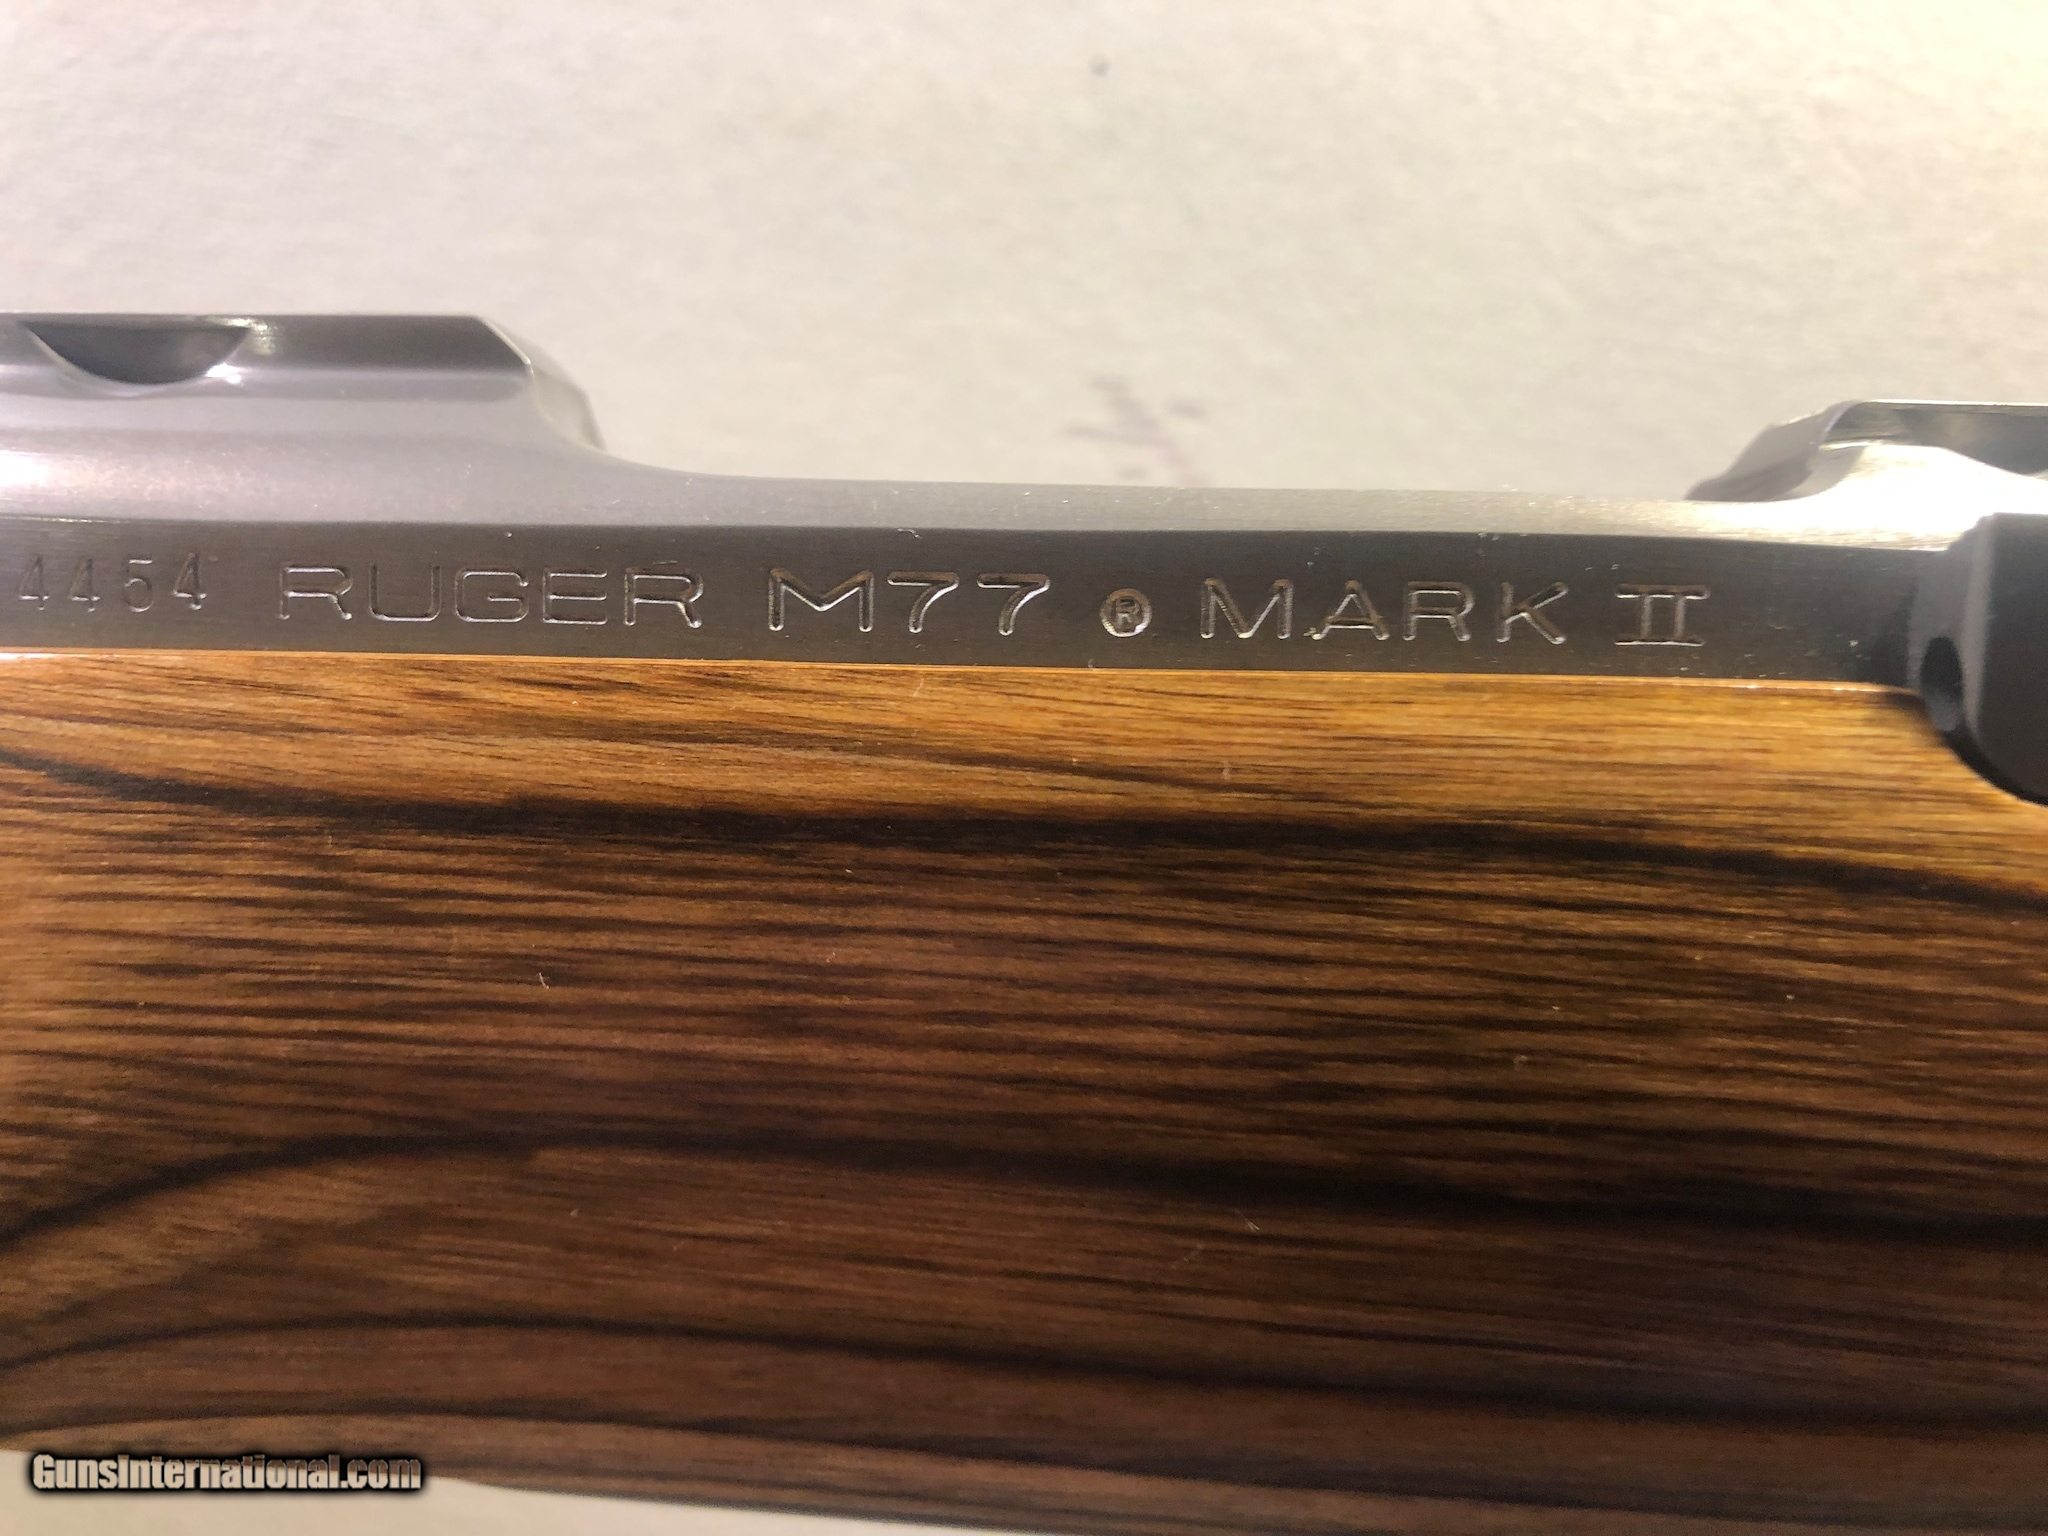 4454 RUGER M77 ® MARK II
GunsInternational.com